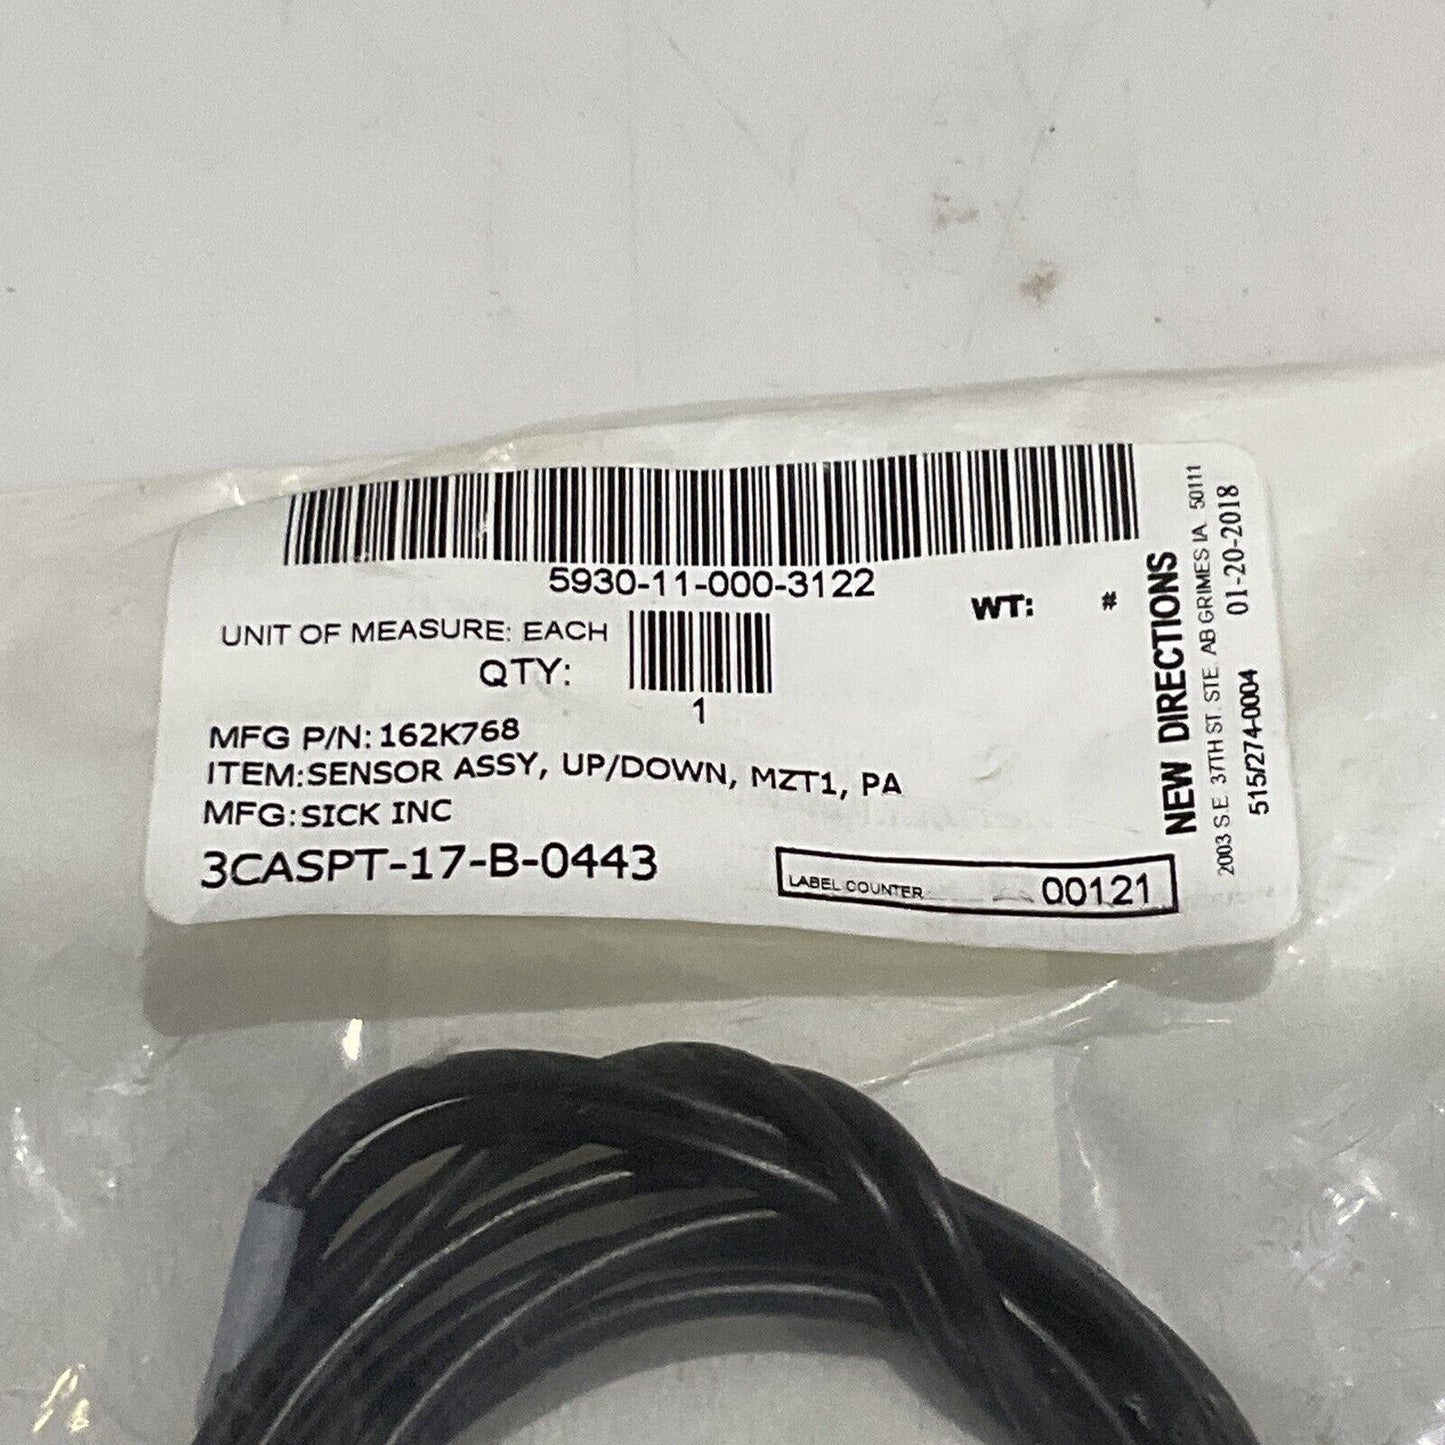 5930-11-000-3122
UNIT OF MEASURE: EACH
QTY:
1
WT: #
MFG P/N: 162K768
ITEM:SENSOR ASSY, UP/DOWN, MZT1, PA
MFG:SICK INC
3CASPT-17-B-0443
LABEL COUNTER 00121
NEW DIRECTIONS
2003 S.E. 37TH ST. STE. AB GRIMES IA 50111
515/274-0004 01-20-2018